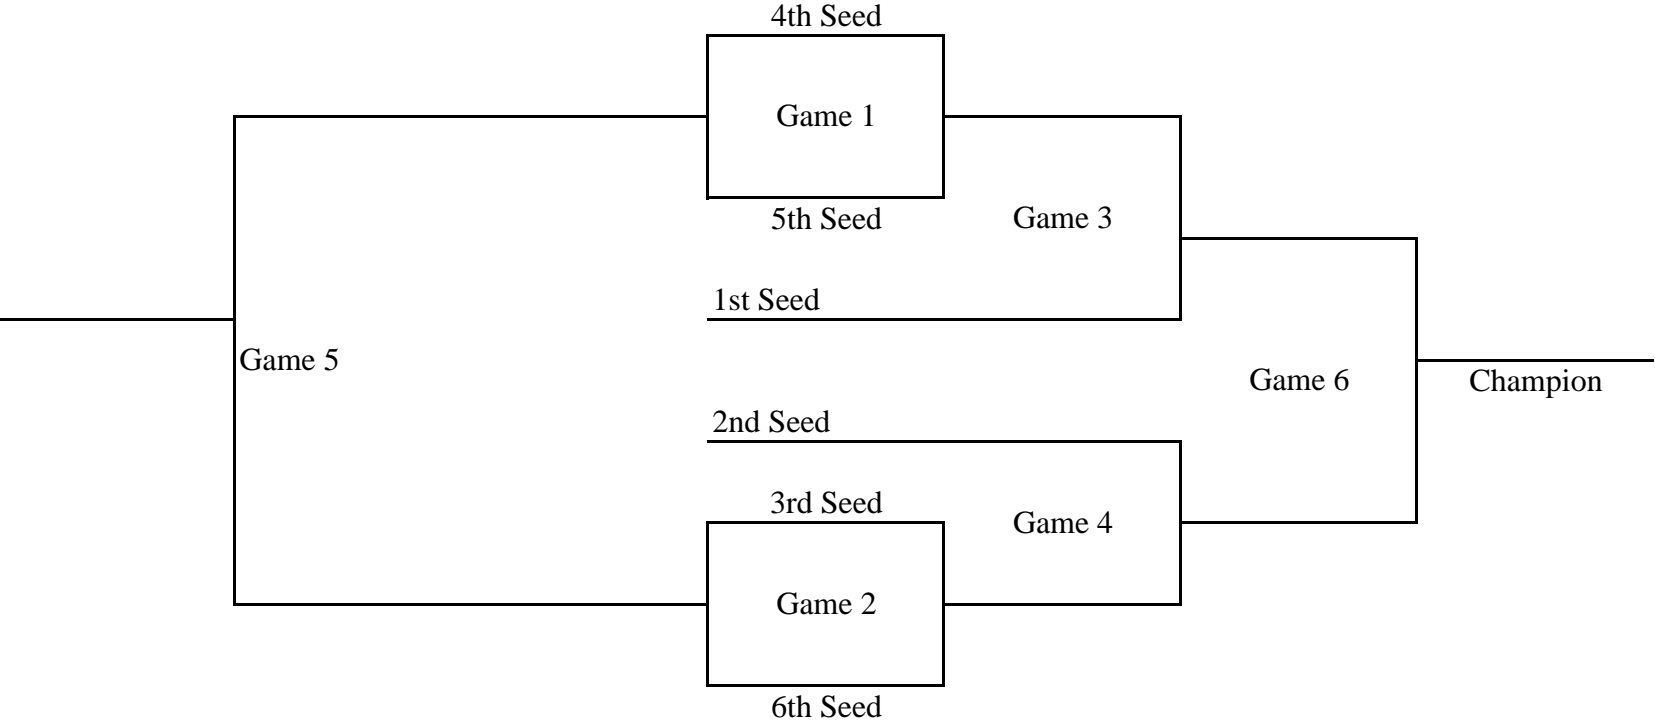 4th Seed
Game 1
5th Seed
Game 3
1st Seed
Game 5
Game 6
Champion
2nd Seed
3rd Seed
Game 4
Game 2
6th Seed